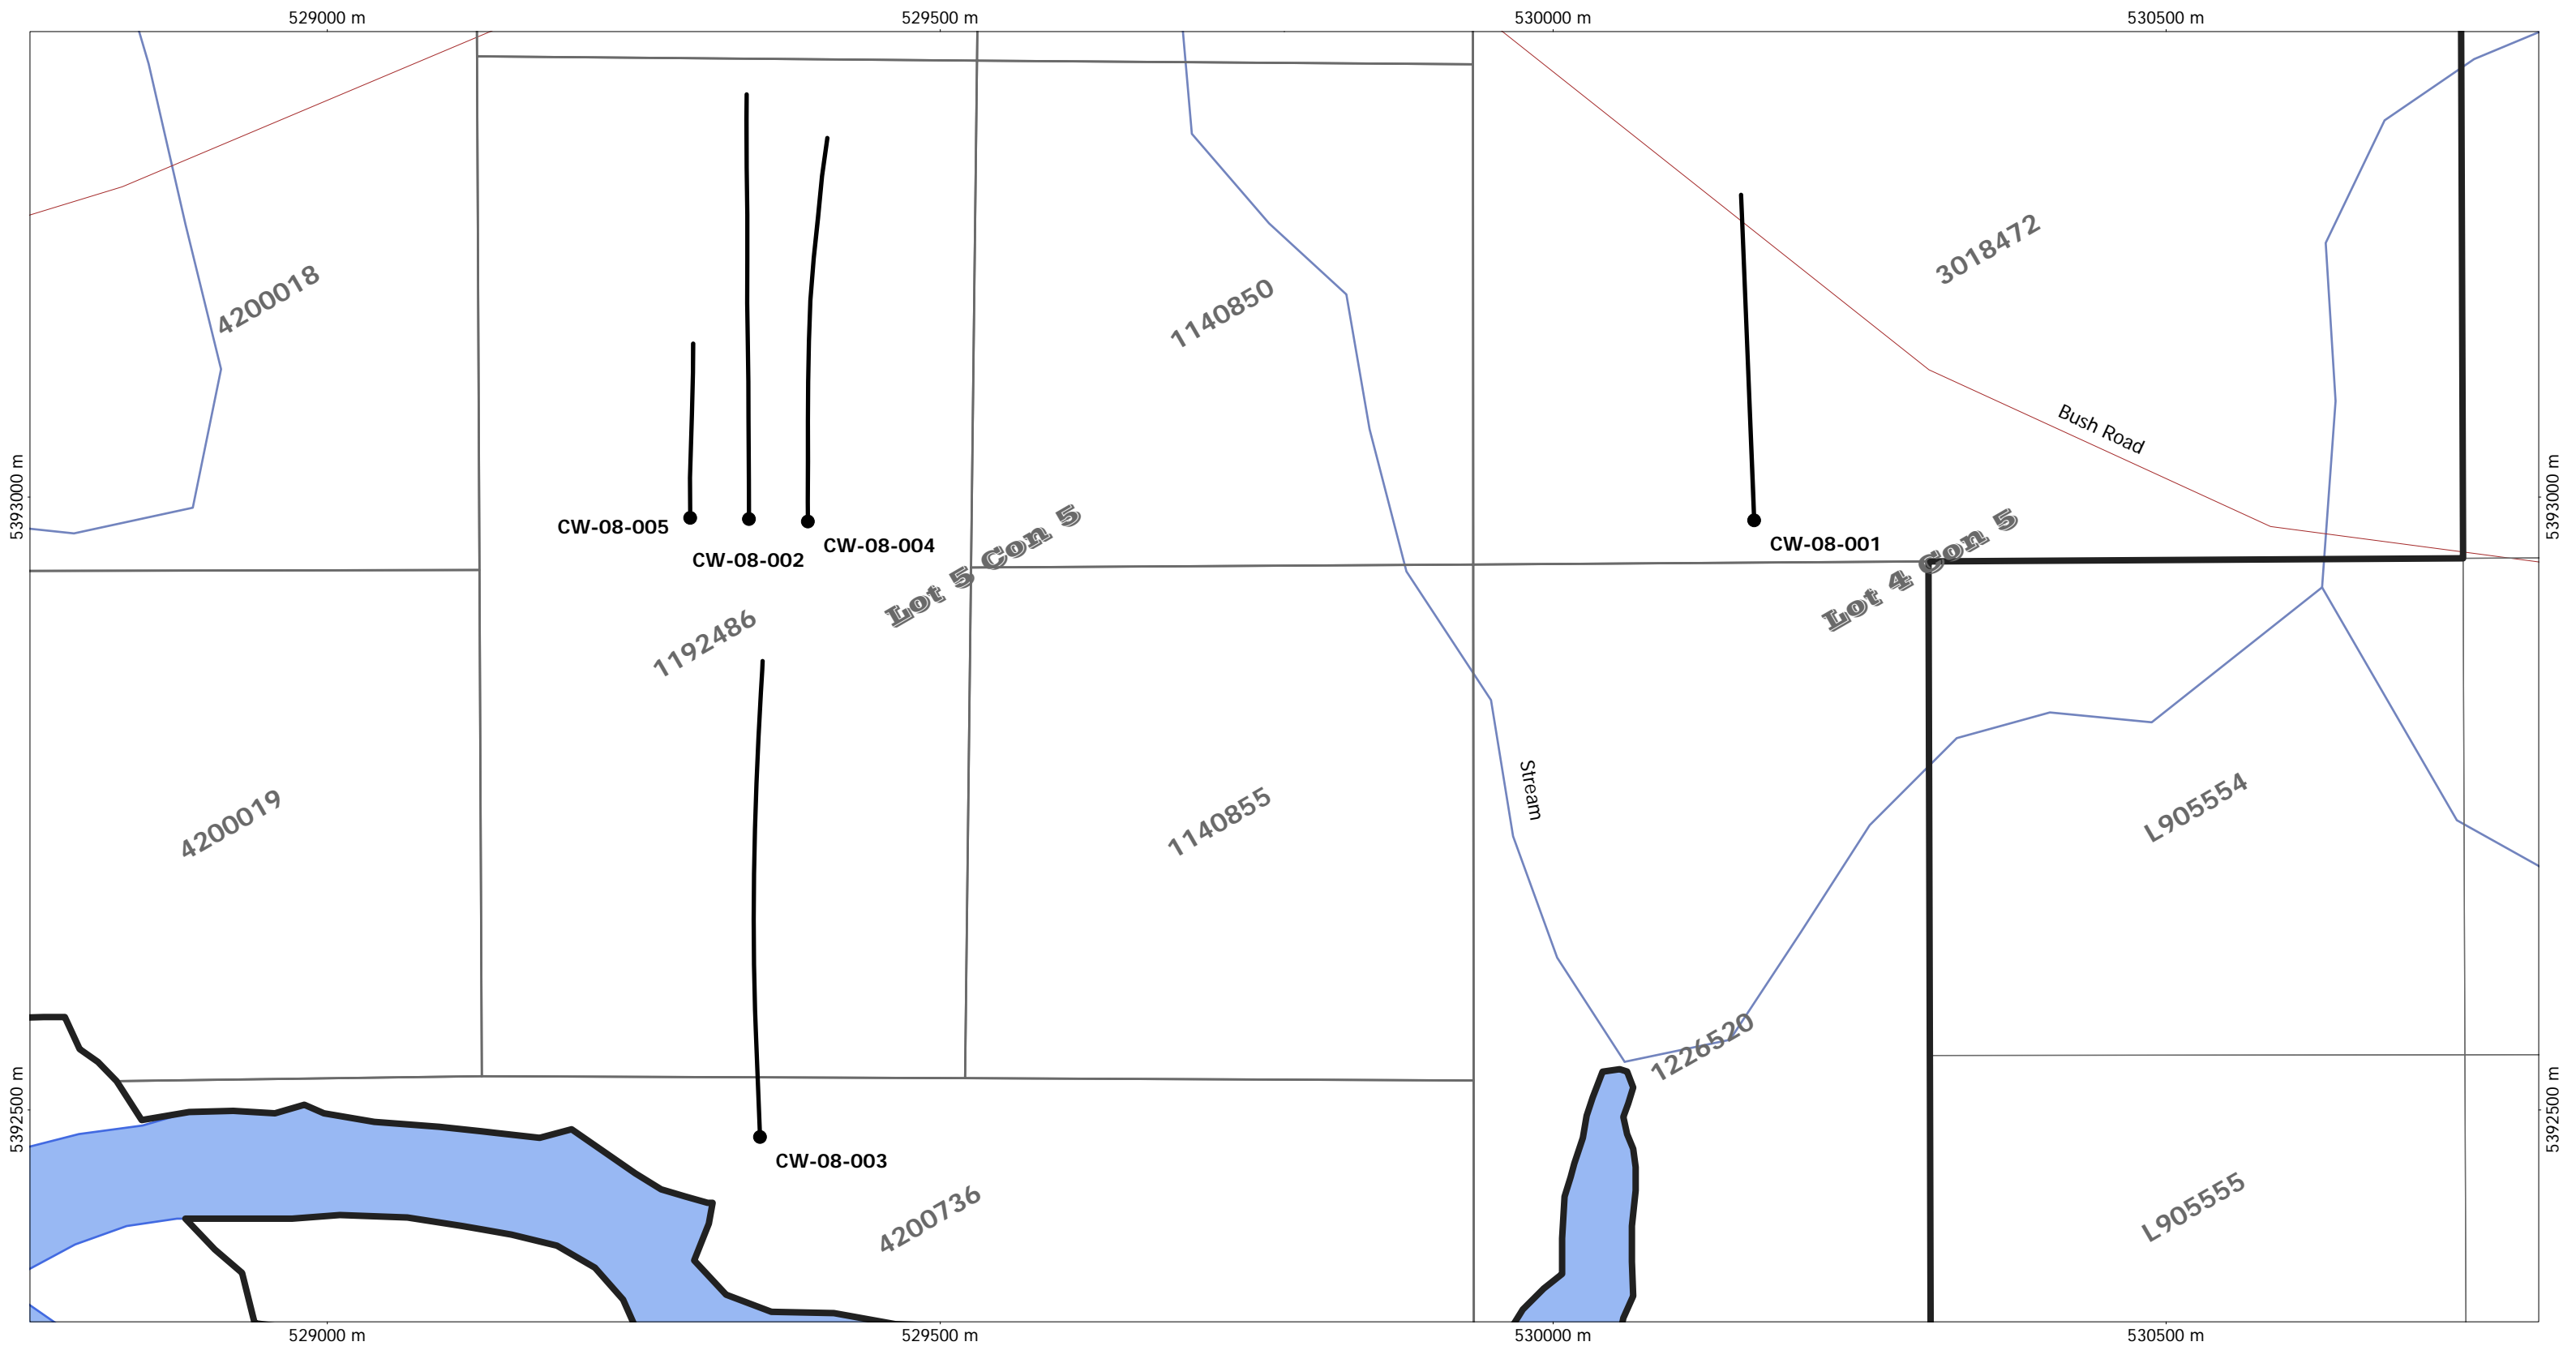 529000 m
529500 m
530000 m
530500 m
3018472
4200018
1140850
Bush Road
5393000 m
5393000 m
CW-08-005
CW-08-002
CW-08-004
Lot 5 Con 5
CW-08-001
Lot 4 Con 5
1192486
Stream
4200019
1140855
L905554
1226520
5392500 m
5392500 m
CW-08-003
4200736
L905555
529000 m
529500 m
530000 m
530500 m